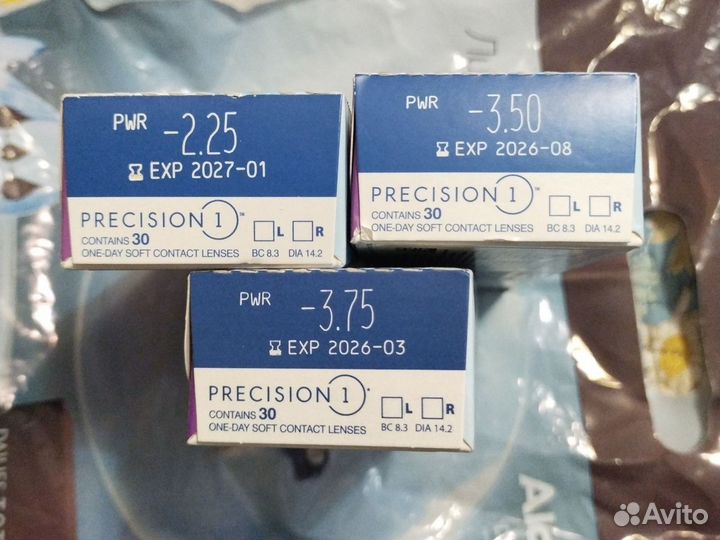 PWR -2.25
EXP 2027-01
PRECISION 1™
CONTAINS 30
ONE-DAY SOFT CONTACT LENSES
L R
BC 8.3 DIA 14.2
PWR -3.50
EXP 2026-08
PRECISION 1™
CONTAINS 30
ONE-DAY SOFT CONTACT LENSES
L R
BC 8.3 DIA 14.2
PWR -3.75
EXP 2026-03
PRECISION 1
CONTAINS 30
ONE-DAY SOFT CONTACT LENSES
L R
BC 8.3 DIA 14.2
Avito